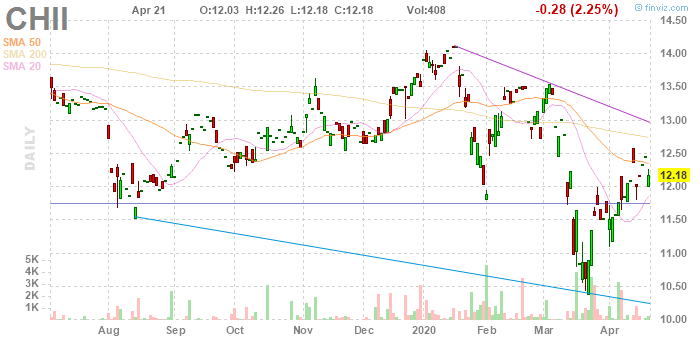 CHII
Apr 21 O:12.03 H:12.26 L:12.18 C:12.18 Vol:408 -0.28 (2.25%)
© finviz.com
SMA 50
SMA 200
SMA 20
DAILY
14.50
14.00
13.50
13.00
12.50
12.18
12.00
11.50
11.00
10.50
10.00
5K
4K
3K
2K
1K
Aug Sep Oct Nov Dec 2020 Feb Mar Apr